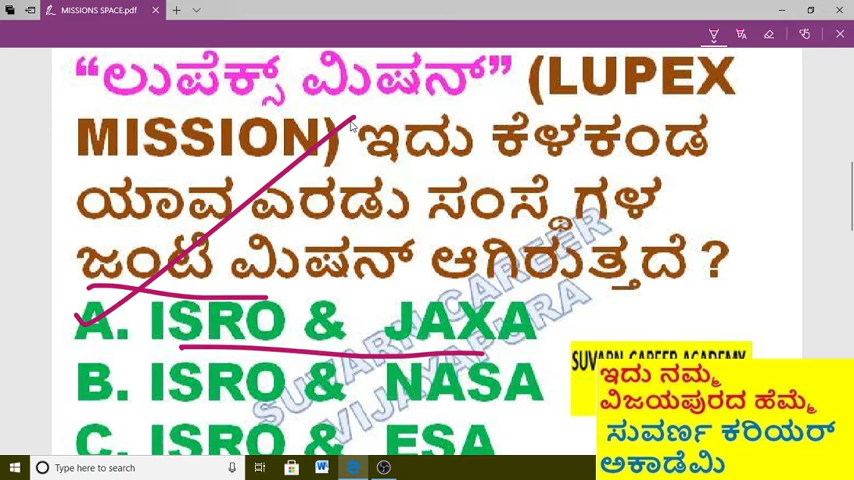 MISSIONS SPACE.pdf
“ಲುಪೆಕ್ಸ್ ಮಿಷನ್” (LUPEX
MISSION) ಇದು ಕೆಳಕಂಡ
ಯಾವ ಎರಡು ಸಂಸ್ಥೆಗಳ
ಜಂಟಿ ಮಿಷನ್ ಆಗಿರುತ್ತದೆ ?
A. ISRO & JAXA
B. ISRO & NASA
C. ISRO & ESA
SUVARN CAREER
VIJAYAPURA
SUVARN CAREER ACADEMY
ಇದು ನಮ್ಮ
ವಿಜಯಪುರದ ಹೆಮ್ಮೆ
ಸುವರ್ಣ ಕರಿಯರ್
ಅಕಾಡೆಮಿ
Type here to search